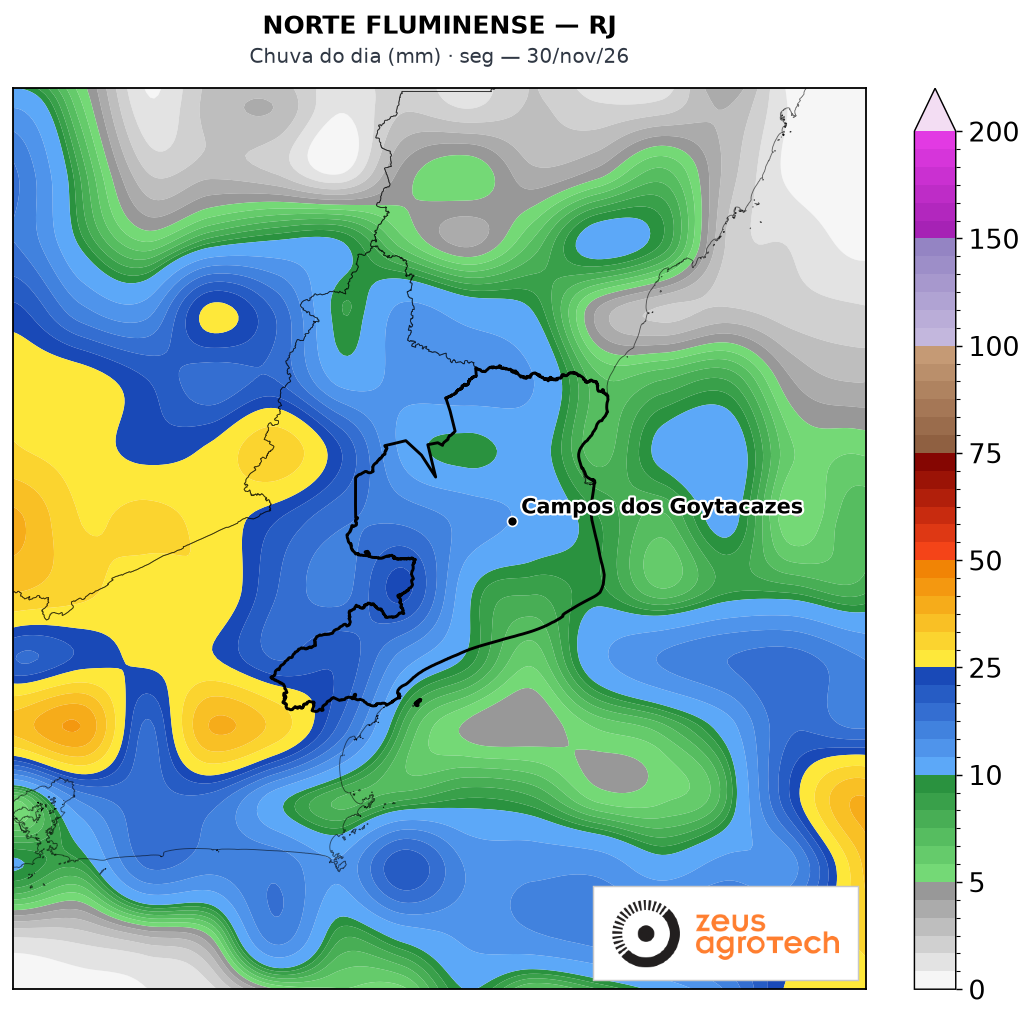 NORTE FLUMINENSE — RJ
Chuva do dia (mm) · seg — 30/nov/26
200
150
100
75
50
25
10
5
0
Campos dos Goytacazes
zeus
agrotech